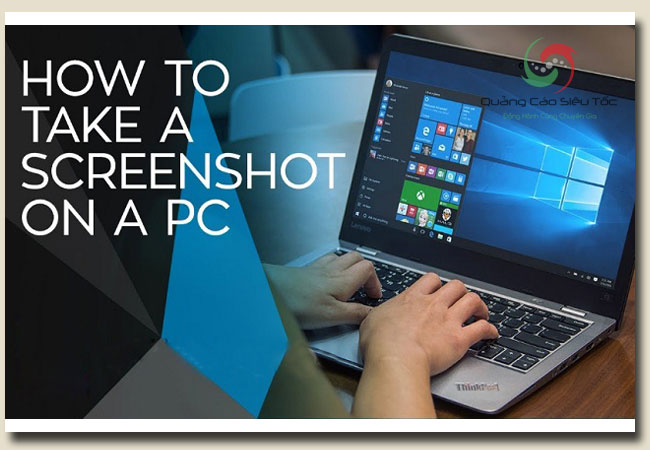 HOW TO
TAKE A
SCREENSHOT
ON A PC
Quảng Cáo Siêu Tốc
Đồng Hành Cùng Chuyên Gia
Lenovo
ThinkPad